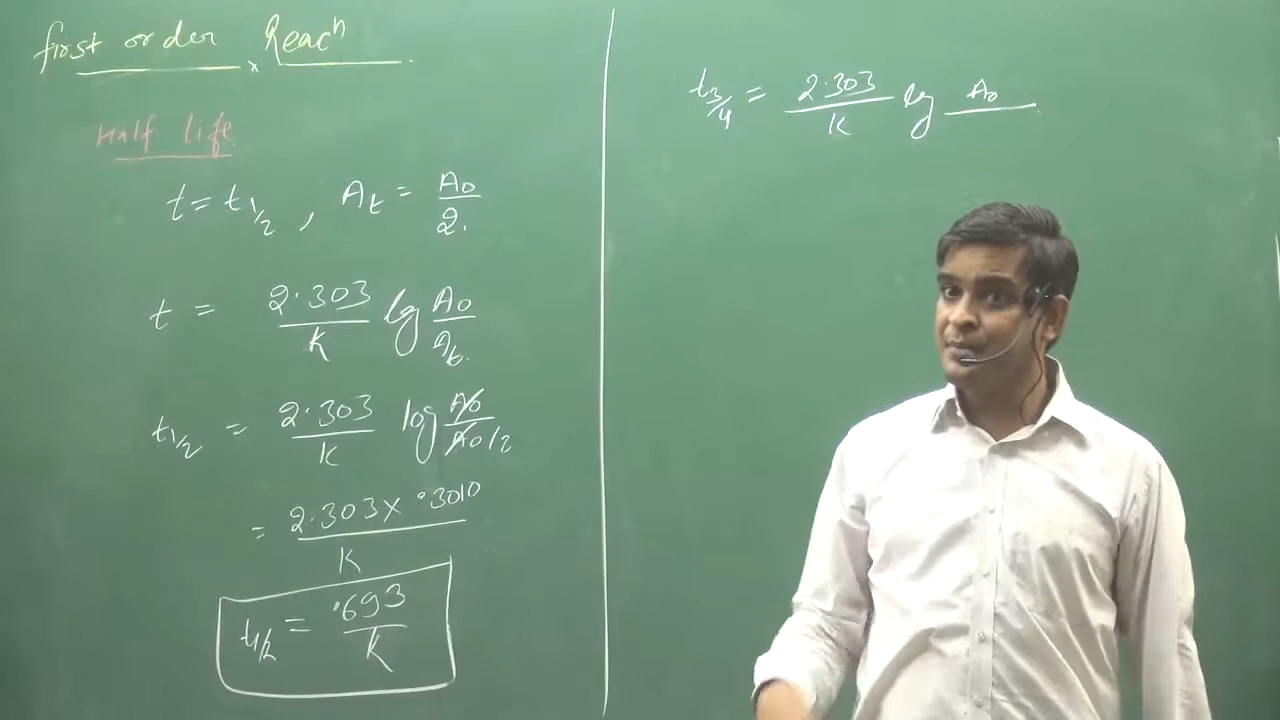 first order Reacⁿ
Half life
t = t1/2 , At = A0/2.
t = 2.303/K log A0/at.
t1/2 = 2.303/K log A0/A0/2
= 2.303 x .3010/K
t1/2 = .693/K
t3/4 = 2.303/K log A0/